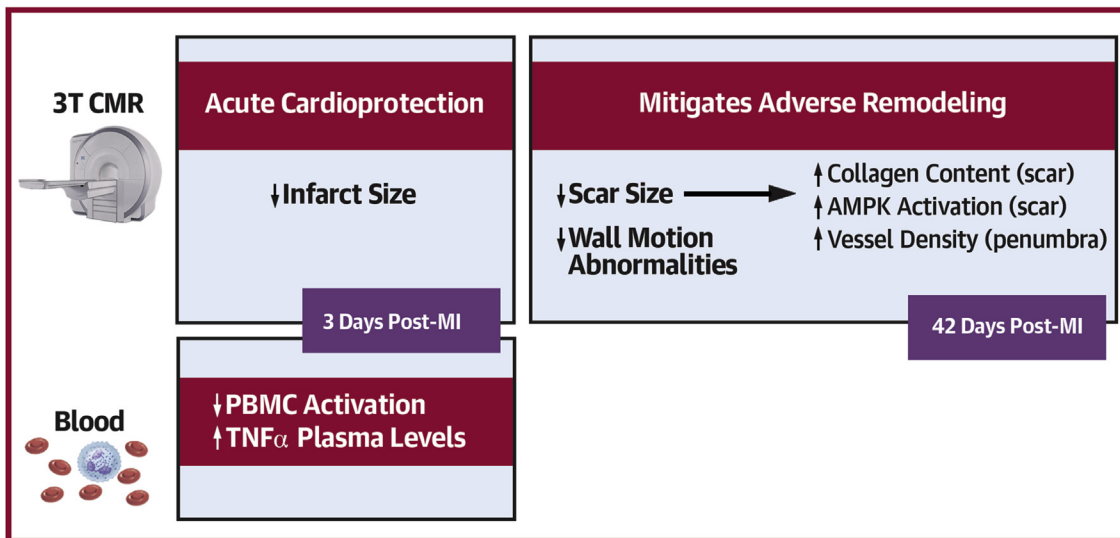 3T CMR
Acute Cardioprotection
↓Infarct Size
3 Days Post-MI
Mitigates Adverse Remodeling
↓Scar Size
↓Wall Motion
Abnormalities
↑Collagen Content (scar)
↑AMPK Activation (scar)
↑Vessel Density (penumbra)
42 Days Post-MI
Blood
↓PBMC Activation
↑TNFα Plasma Levels